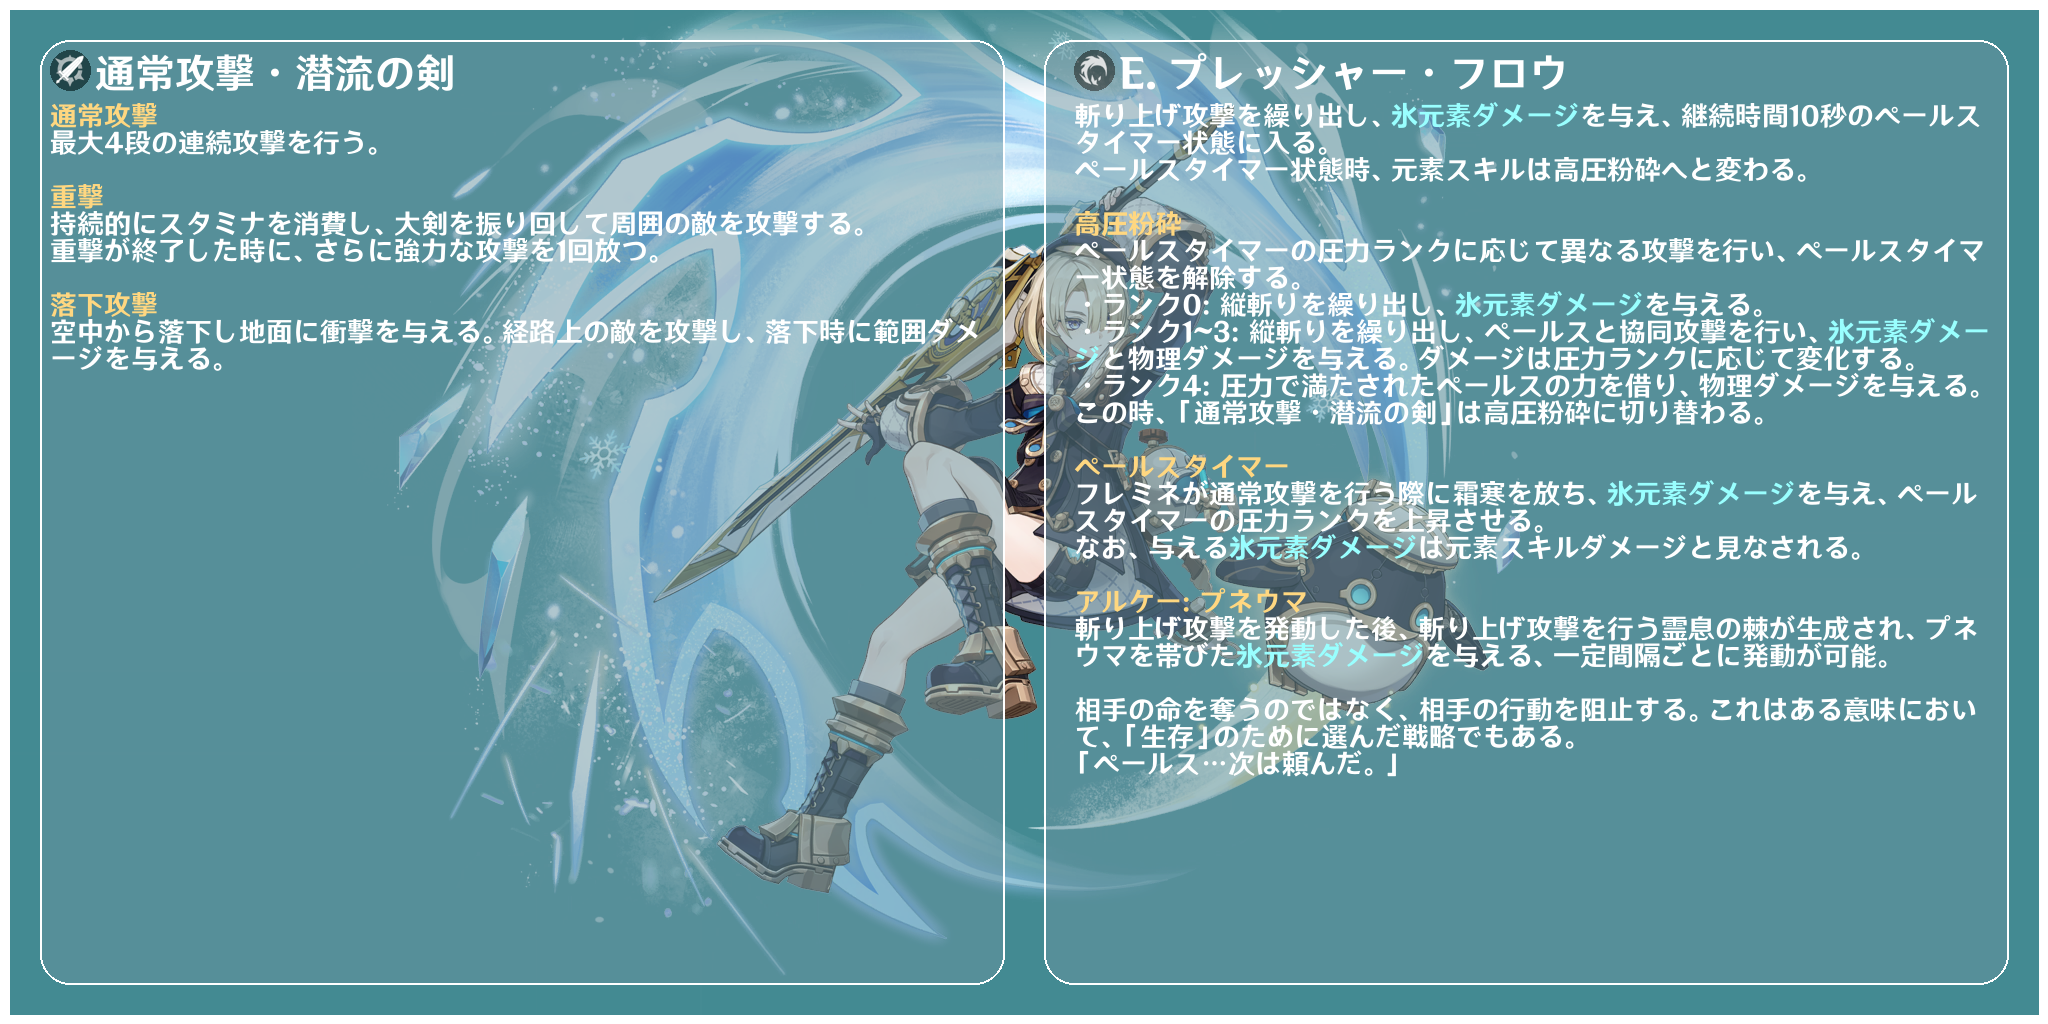 通常攻撃・潜流の剣
通常攻撃
最大4段の連続攻撃を行う。
重撃
持続的にスタミナを消費し、大剣を振り回して周囲の敵を攻撃する。
重撃が終了した時に、さらに強力な攻撃を1回放つ。
落下攻撃
空中から落下し地面に衝撃を与える。経路上の敵を攻撃し、落下時に範囲ダメ
ージを与える。
E. プレッシャー・フロウ
斬り上げ攻撃を繰り出し、氷元素ダメージを与え、継続時間10秒のペールス
タイマー状態に入る。
ペールスタイマー状態時、元素スキルは高圧粉砕へと変わる。
高圧粉砕
ペールスタイマーの圧力ランクに応じて異なる攻撃を行い、ペールスタイマ
ー状態を解除する。
・ランク0: 縦斬りを繰り出し、氷元素ダメージを与える。
・ランク1~3: 縦斬りを繰り出し、ペールスと協同攻撃を行い、氷元素ダメー
ジと物理ダメージを与える。ダメージは圧力ランクに応じて変化する。
・ランク4: 圧力で満たされたペールスの力を借り、物理ダメージを与える。
この時、「通常攻撃・潜流の剣」は高圧粉砕に切り替わる。
ペールスタイマー
フレミネが通常攻撃を行う際に霜寒を放ち、氷元素ダメージを与え、ペール
スタイマーの圧力ランクを上昇させる。
なお、与える氷元素ダメージは元素スキルダメージと見なされる。
アルケー: プネウマ
斬り上げ攻撃を発動した後、斬り上げ攻撃を行う霊息の棘が生成され、プネ
ウマを帯びた氷元素ダメージを与える、一定間隔ごとに発動が可能。
相手の命を奪うのではなく、相手の行動を阻止する。これはある意味におい
て、「生存」のために選んだ戦略でもある。
「ペールス…次は頼んだ。」